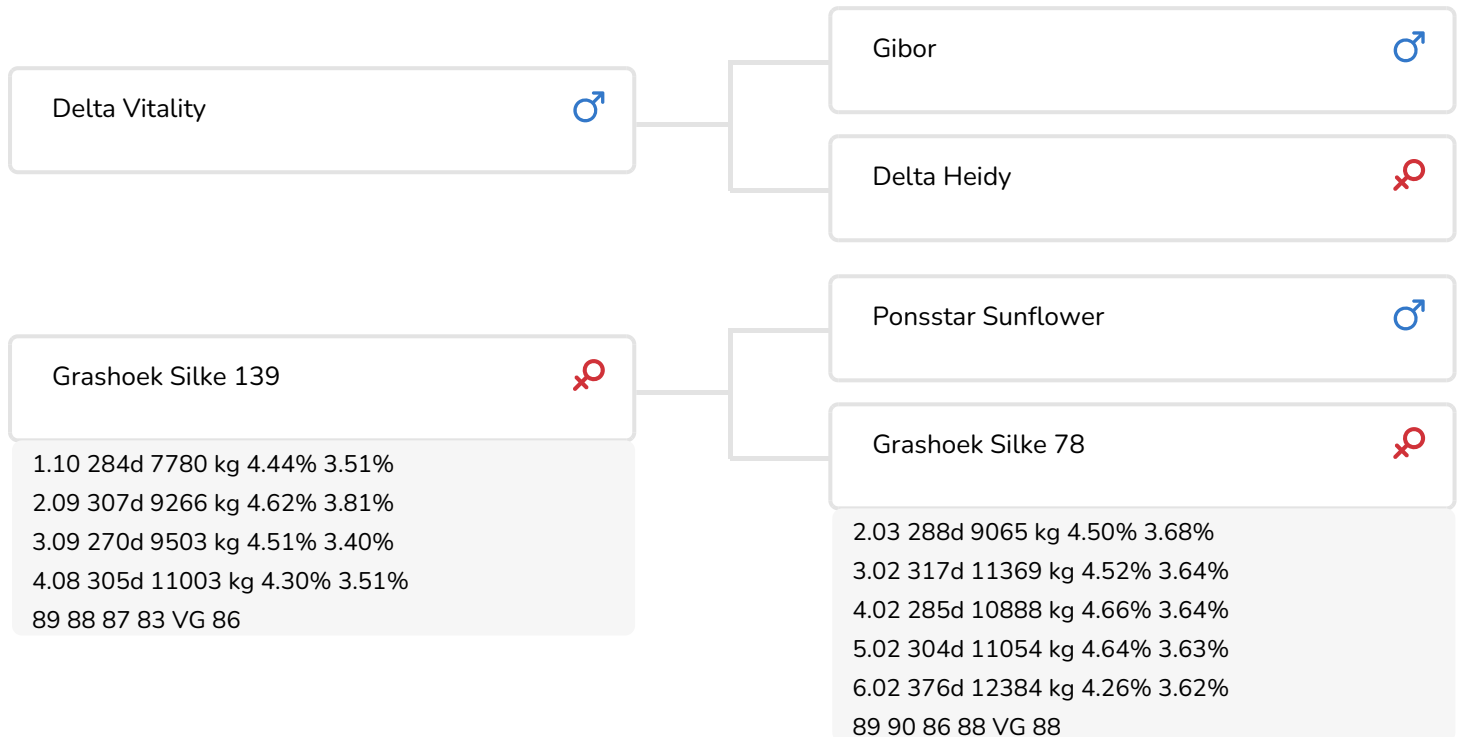 Delta Vitality
Gibor
Delta Heidy
Grashoek Silke 139
1.10 284d 7780 kg 4.44% 3.51%
2.09 307d 9266 kg 4.62% 3.81%
3.09 270d 9503 kg 4.51% 3.40%
4.08 305d 11003 kg 4.30% 3.51%
89 88 87 83 VG 86
Ponsstar Sunflower
Grashoek Silke 78
2.03 288d 9065 kg 4.50% 3.68%
3.02 317d 11369 kg 4.52% 3.64%
4.02 285d 10888 kg 4.66% 3.64%
5.02 304d 11054 kg 4.64% 3.63%
6.02 376d 12384 kg 4.26% 3.62%
89 90 86 88 VG 88